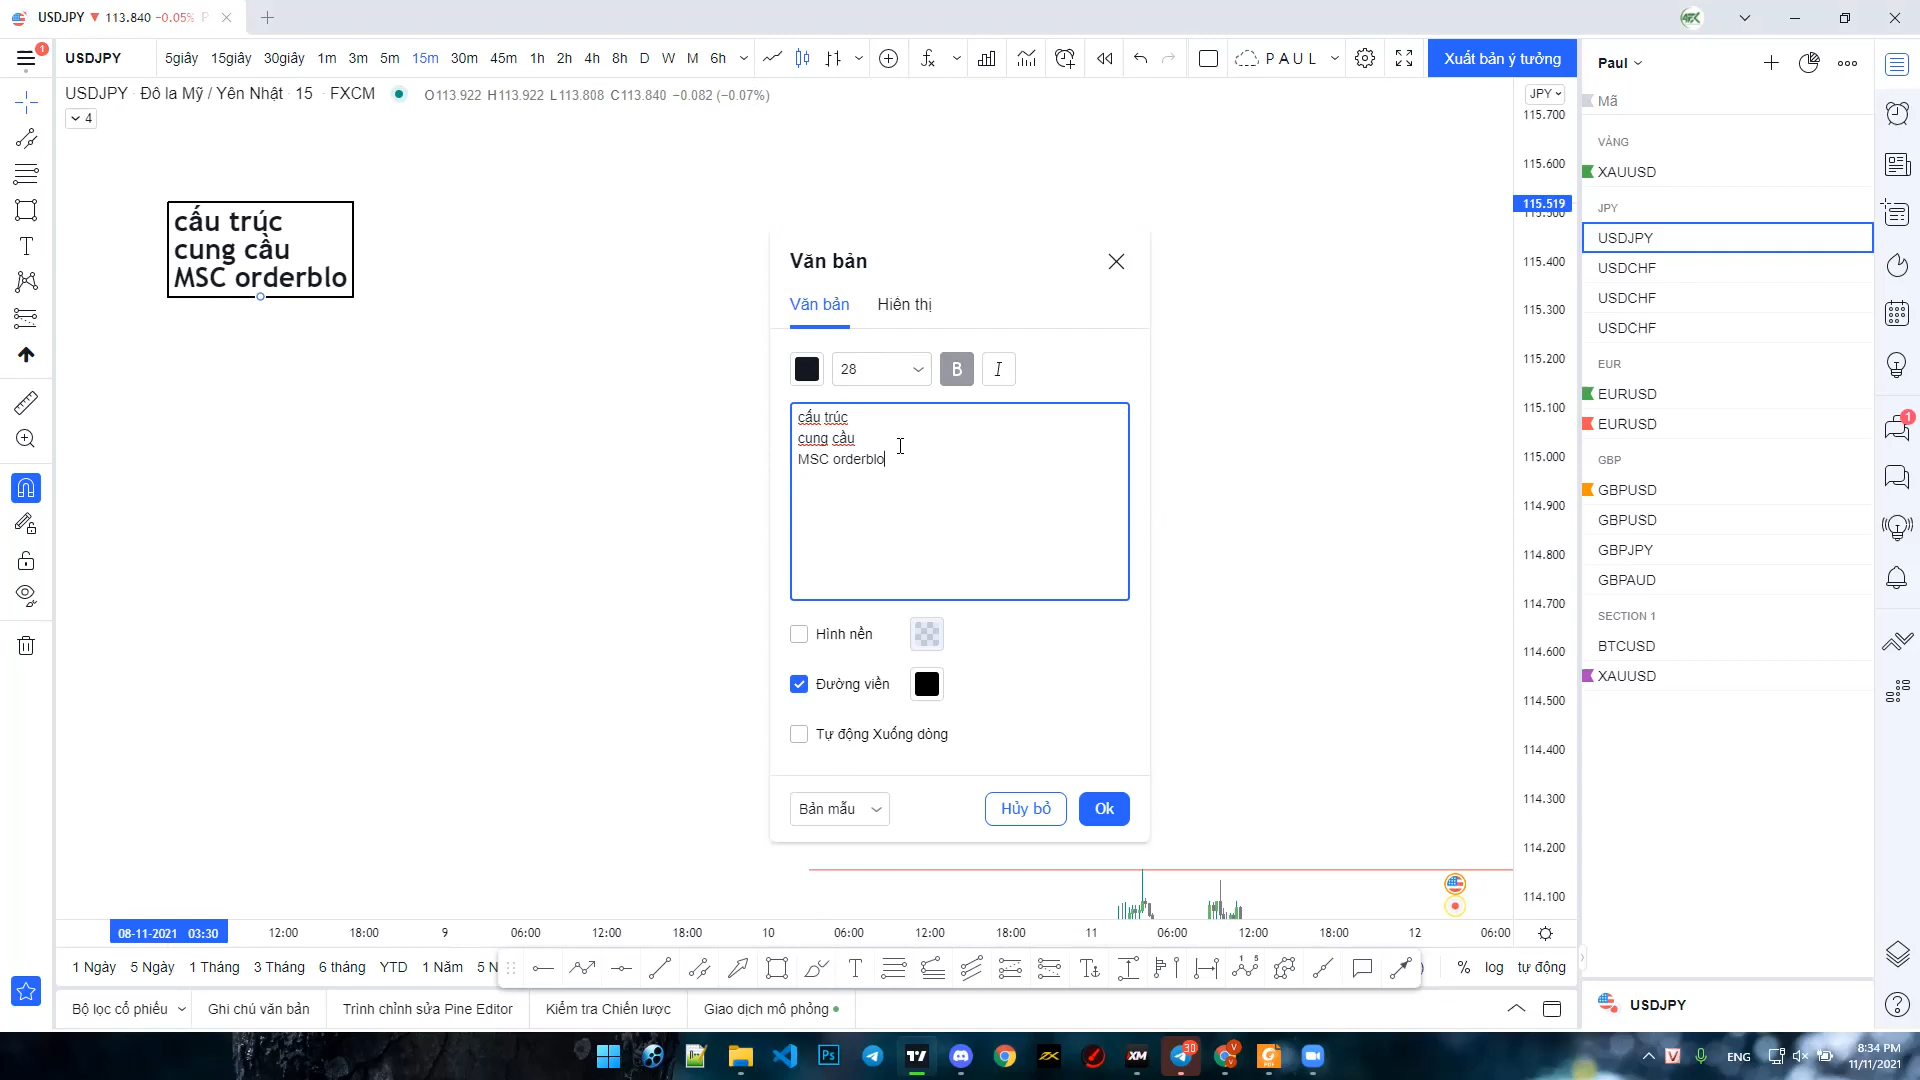 USDJPY ▼ 113.840 −0.05% P
1
USDJPY
5giây 15giây 30giây 1m 3m 5m 15m 30m 45m 1h 2h 4h 8h D W M 6h
PAUL
Xuất bản ý tưởng
Paul
USDJPY · Đô la Mỹ / Yên Nhật · 15 · FXCM
O113.922 H113.922 L113.808 C113.840 −0.082 (−0.07%)
4
JPY
Mã
VÀNG
XAUUSD
JPY
USDJPY
USDCHF
USDCHF
USDCHF
EUR
EURUSD
EURUSD
GBP
GBPUSD
GBPUSD
GBPJPY
GBPAUD
SECTION 1
BTCUSD
XAUUSD
1
cấu trúc
cung cầu
MSC orderblo
Văn bản
Văn bản Hiên thị
28 B I
cấu trúc
cung cầu
MSC orderblo
Hình nền
Đường viền
Tự động Xuống dòng
Bản mẫu
Hủy bỏ
Ok
115.700
115.600
115.519
115.500
115.400
115.300
115.200
115.100
115.000
114.900
114.800
114.700
114.600
114.500
114.400
114.300
114.200
114.100
08-11-2021 03:30
12:00 18:00 9 06:00 12:00 18:00 10 06:00 12:00 18:00 11 06:00 12:00 18:00 12 06:00
1 Ngày 5 Ngày 1 Tháng 3 Tháng 6 tháng YTD 1 Năm 5 N
% log tự động
Bộ lọc cổ phiếu
Ghi chú văn bản
Trình chỉnh sửa Pine Editor
Kiểm tra Chiến lược
Giao dịch mô phỏng
USDJPY
30
ENG
8:34 PM
11/11/2021